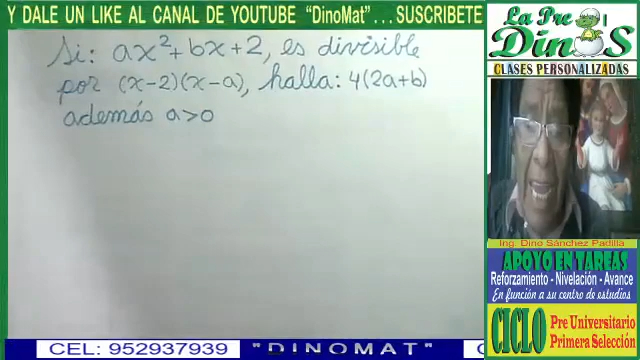 Y DALE UN LIKE AL CANAL DE YOUTUBE "DinoMat"...SUSCRIBETE
Si: ax²+bx+2, es divisible
por (x-2)(x-a), halla: 4(2a+b)
además a>0
La Pre
DinoS
CLASES PERSONALIZADAS
Ing. Dino Sánchez Padilla
APOYO EN TAREAS
Reforzamiento - Nivelación - Avance
En función a su centro de estudios
CICLO Pre Universitario
Primera Selección
CEL: 952937939 "DINOMAT"